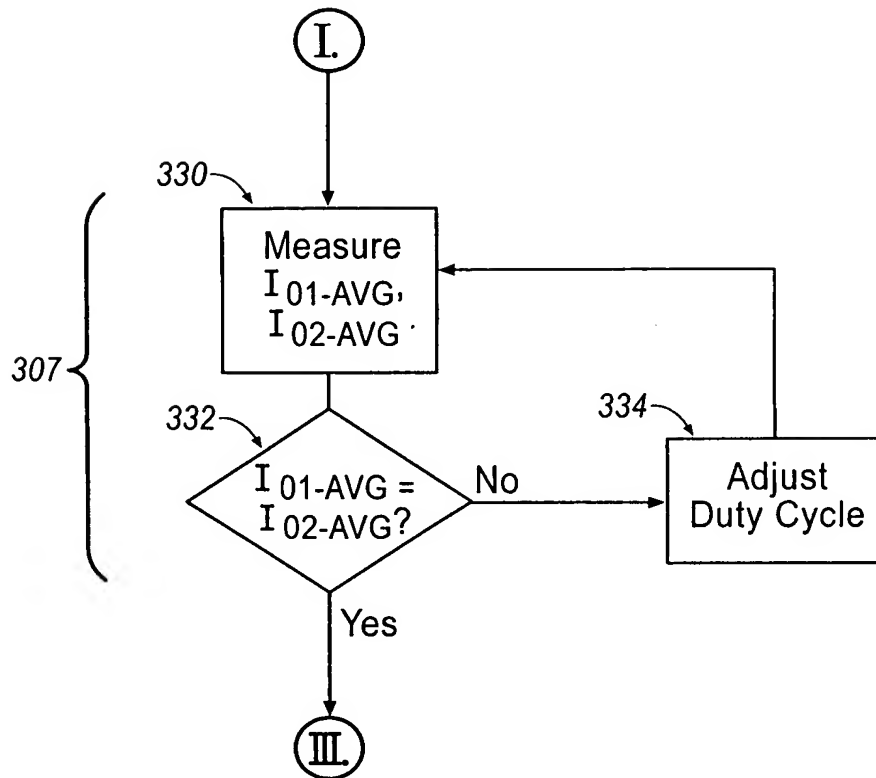 I.
330
Measure
I01-AVG,
I02-AVG
307
332
334
I01-AVG =
I02-AVG?
No
Adjust
Duty Cycle
Yes
III.